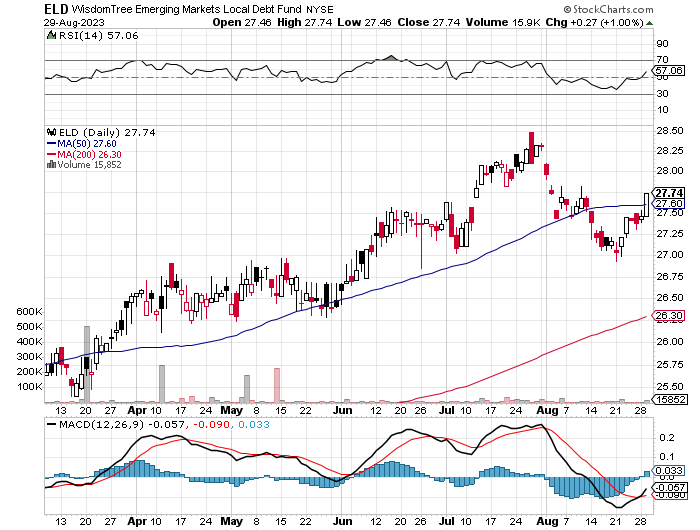 ELD WisdomTree Emerging Markets Local Debt Fund NYSE © StockCharts.com
29-Aug-2023 Open 27.46 High 27.74 Low 27.46 Close 27.74 Volume 15.9K Chg +0.27 (+1.00%)
RSI(14) 57.06
90
70
57.06
50
30
10
ELD (Daily) 27.74
MA(50) 27.60
MA(200) 26.30
Volume 15,852
28.50
28.25
28.00
27.74
27.60
27.50
27.25
27.00
26.75
26.50
26.30
26.00
25.75
25.50
15852
600K
500K
400K
300K
200K
100K
13 20 27 Apr 10 17 24 May 8 15 22 Jun 12 20 26 Jul 10 17 24 Aug 7 14 21 28
MACD(12,26,9) -0.057, -0.090, 0.033
0.2
0.1
0.033
-0.057
-0.090
13 20 27 Apr 10 17 24 May 8 15 22 Jun 12 20 26 Jul 10 17 24 Aug 7 14 21 28